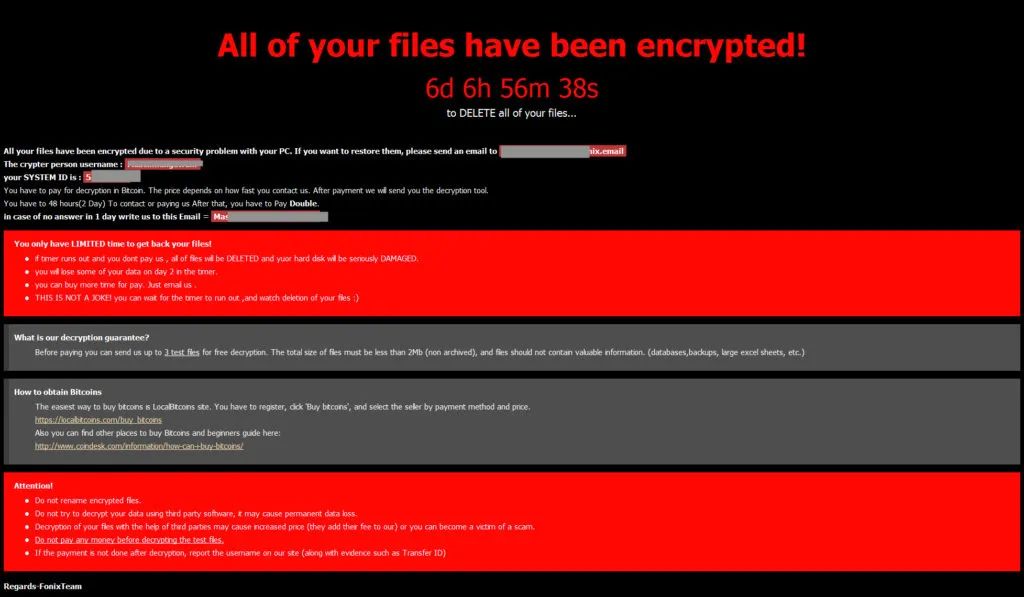 All of your files have been encrypted!
6d 6h 56m 38s
to DELETE all of your files...
All your files have been encrypted due to a security problem with your PC. If you want to restore them, please send an email to nix.email
The crypter person username :
your SYSTEM ID is : 5
You have to pay for decryption in Bitcoin. The price depends on how fast you contact us. After payment we will send you the decryption tool.
You have to 48 hours(2 Day) To contact or paying us After that, you have to Pay Double.
in case of no answer in 1 day write us to this Email = Mas
You only have LIMITED time to get back your files!
• if timer runs out and you dont pay us , all of files will be DELETED and yuor hard disk will be seriously DAMAGED.
• you will lose some of your data on day 2 in the timer.
• you can buy more time for pay. Just email us .
• THIS IS NOT A JOKE! you can wait for the timer to run out ,and watch deletion of your files :)
What is our decryption guarantee?
Before paying you can send us up to 3 test files for free decryption. The total size of files must be less than 2Mb (non archived), and files should not contain valuable information. (databases,backups, large excel sheets, etc.)
How to obtain Bitcoins
The easiest way to buy bitcoins is LocalBitcoins site. You have to register, click 'Buy bitcoins', and select the seller by payment method and price.
https://localbitcoins.com/buy_bitcoins
Also you can find other places to buy Bitcoins and beginners guide here:
http://www.coindesk.com/information/how-can-i-buy-bitcoins/
Attention!
• Do not rename encrypted files.
• Do not try to decrypt your data using third party software, it may cause permanent data loss.
• Decryption of your files with the help of third parties may cause increased price (they add their fee to our) or you can become a victim of a scam.
• Do not pay any money before decrypting the test files.
• If the payment is not done after decryption, report the username on our site (along with evidence such as Transfer ID)
Regards-FonixTeam